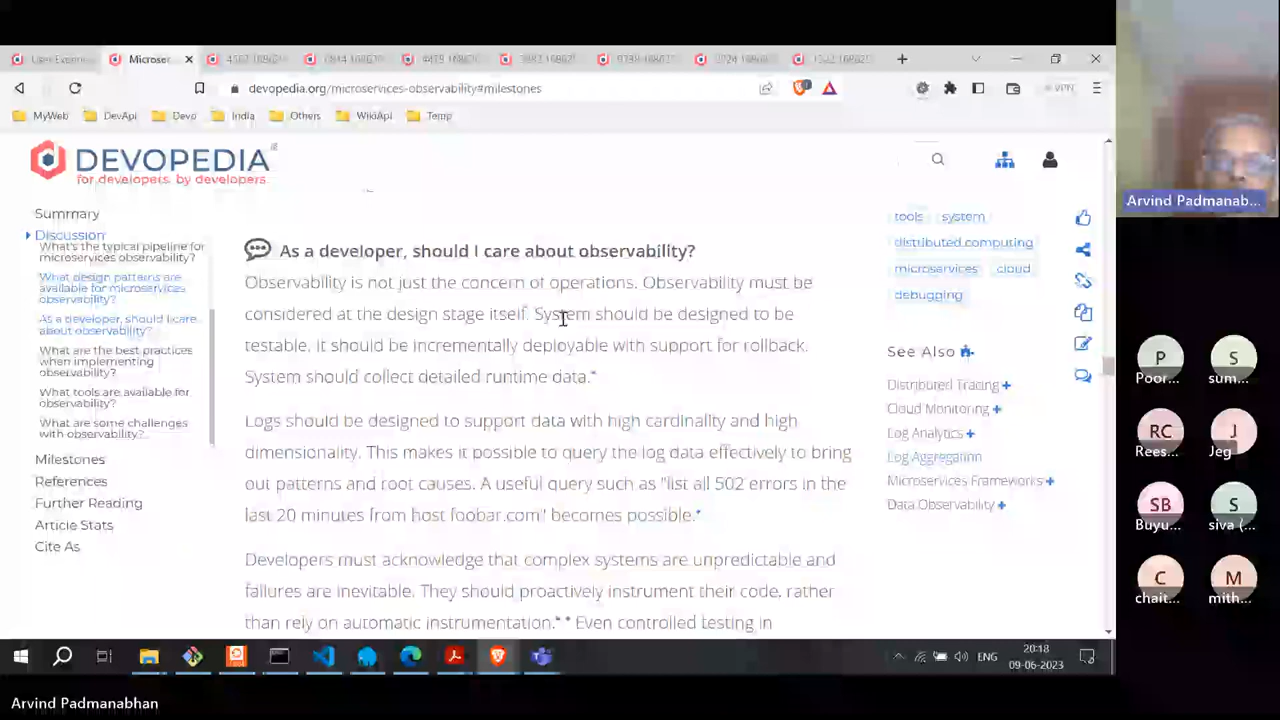 Microser
devopedia.org/microservices-observability#milestones
VPN
MyWeb
DevApi
Devo
India
Others
WikiApi
Temp
DEVOPEDIA
for developers. by developers.
Summary
Discussion
What's the typical pipeline for
microservices observability?
What design patterns are
available for microservices
observability?
As a developer, should I care
about observability?
What are the best practices
when implementing
observability?
What tools are available for
observability?
What are some challenges
with observability?
Milestones
References
Further Reading
Article Stats
Cite As
As a developer, should I care about observability?
Observability is not just the concern of operations. Observability must be
considered at the design stage itself. System should be designed to be
testable. It should be incrementally deployable with support for rollback.
System should collect detailed runtime data.
Logs should be designed to support data with high cardinality and high
dimensionality. This makes it possible to query the log data effectively to bring
out patterns and root causes. A useful query such as "list all 502 errors in the
last 20 minutes from host foobar.com" becomes possible.
Developers must acknowledge that complex systems are unpredictable and
failures are inevitable. They should proactively instrument their code, rather
than rely on automatic instrumentation. Even controlled testing in
tools system
distributed computing
microservices cloud
debugging
See Also
Distributed Tracing +
Cloud Monitoring +
Log Analytics +
Log Aggregation
Microservices Frameworks +
Data Observability +
ENG
20:18
09-06-2023
Arvind Padmanab...
P
Poor...
S
sum...
RC
Rees...
J
Jeg
SB
Buyu...
S
siva (...
C
chait...
M
mith...
Arvind Padmanabhan